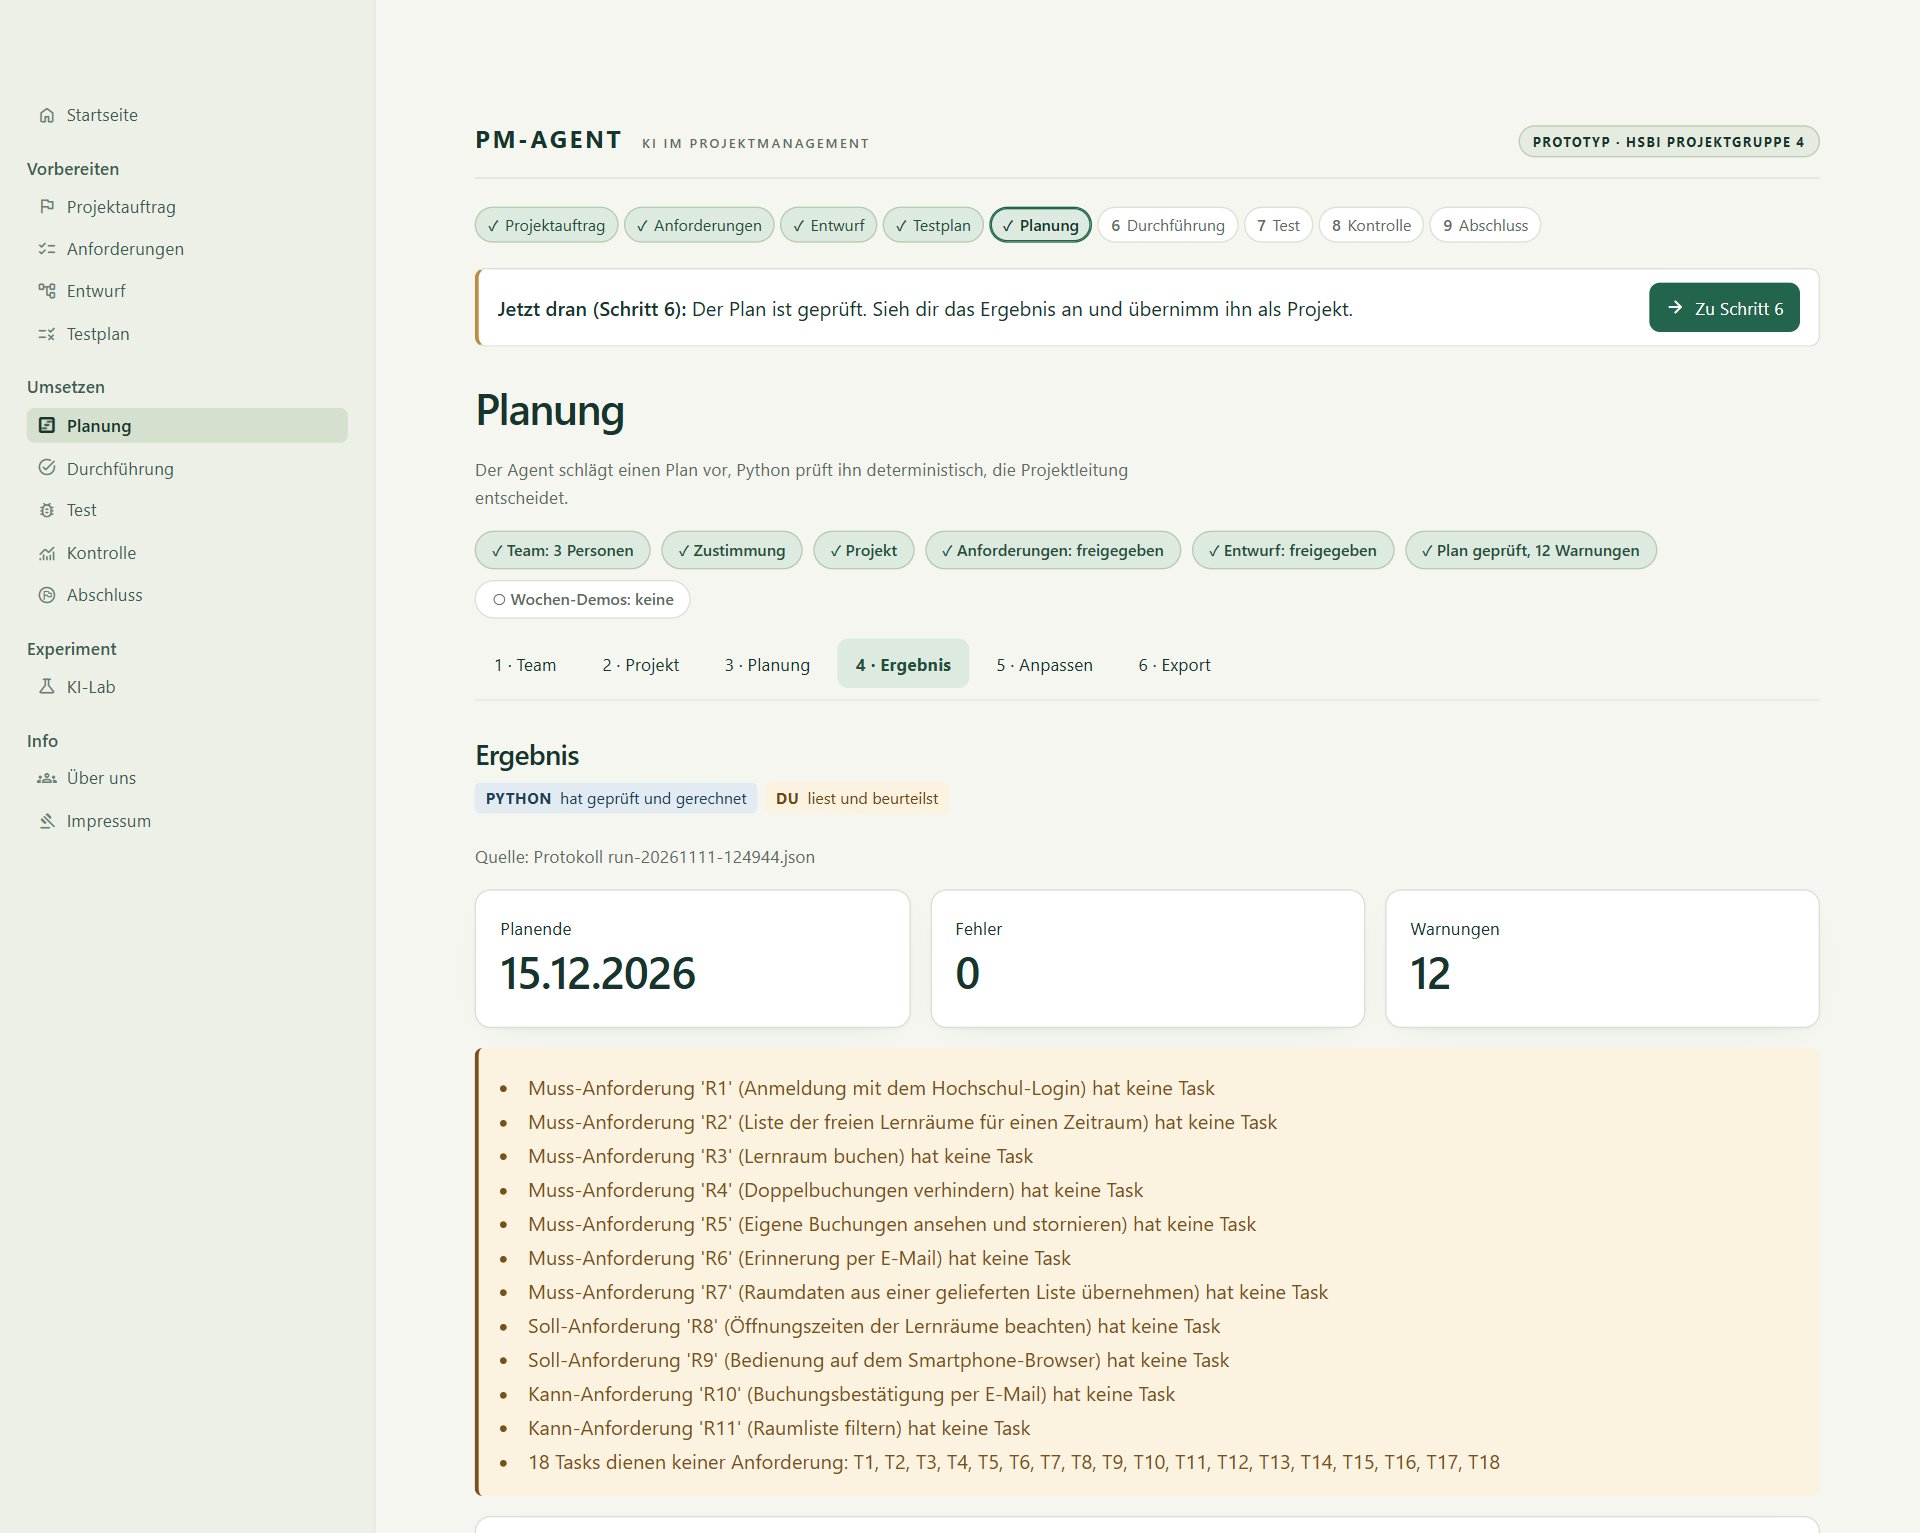 Startseite
Vorbereiten
Projektauftrag
Anforderungen
Entwurf
Testplan
Umsetzen
Planung
Durchführung
Test
Kontrolle
Abschluss
Experiment
KI-Lab
Info
Über uns
Impressum
PM-AGENT KI IM PROJEKTMANAGEMENT
PROTOTYP · HSBI PROJEKTGRUPPE 4
✓ Projektauftrag ✓ Anforderungen ✓ Entwurf ✓ Testplan ✓ Planung 6 Durchführung 7 Test 8 Kontrolle 9 Abschluss
Jetzt dran (Schritt 6): Der Plan ist geprüft. Sieh dir das Ergebnis an und übernimm ihn als Projekt.
→ Zu Schritt 6
Planung
Der Agent schlägt einen Plan vor, Python prüft ihn deterministisch, die Projektleitung
entscheidet.
✓ Team: 3 Personen ✓ Zustimmung ✓ Projekt ✓ Anforderungen: freigegeben ✓ Entwurf: freigegeben ✓ Plan geprüft, 12 Warnungen
○ Wochen-Demos: keine
1 · Team 2 · Projekt 3 · Planung 4 · Ergebnis 5 · Anpassen 6 · Export
Ergebnis
PYTHON hat geprüft und gerechnet DU liest und beurteilst
Quelle: Protokoll run-20261111-124944.json
Planende
15.12.2026
Fehler
0
Warnungen
12
• Muss-Anforderung 'R1' (Anmeldung mit dem Hochschul-Login) hat keine Task
• Muss-Anforderung 'R2' (Liste der freien Lernräume für einen Zeitraum) hat keine Task
• Muss-Anforderung 'R3' (Lernraum buchen) hat keine Task
• Muss-Anforderung 'R4' (Doppelbuchungen verhindern) hat keine Task
• Muss-Anforderung 'R5' (Eigene Buchungen ansehen und stornieren) hat keine Task
• Muss-Anforderung 'R6' (Erinnerung per E-Mail) hat keine Task
• Muss-Anforderung 'R7' (Raumdaten aus einer gelieferten Liste übernehmen) hat keine Task
• Soll-Anforderung 'R8' (Öffnungszeiten der Lernräume beachten) hat keine Task
• Soll-Anforderung 'R9' (Bedienung auf dem Smartphone-Browser) hat keine Task
• Kann-Anforderung 'R10' (Buchungsbestätigung per E-Mail) hat keine Task
• Kann-Anforderung 'R11' (Raumliste filtern) hat keine Task
• 18 Tasks dienen keiner Anforderung: T1, T2, T3, T4, T5, T6, T7, T8, T9, T10, T11, T12, T13, T14, T15, T16, T17, T18